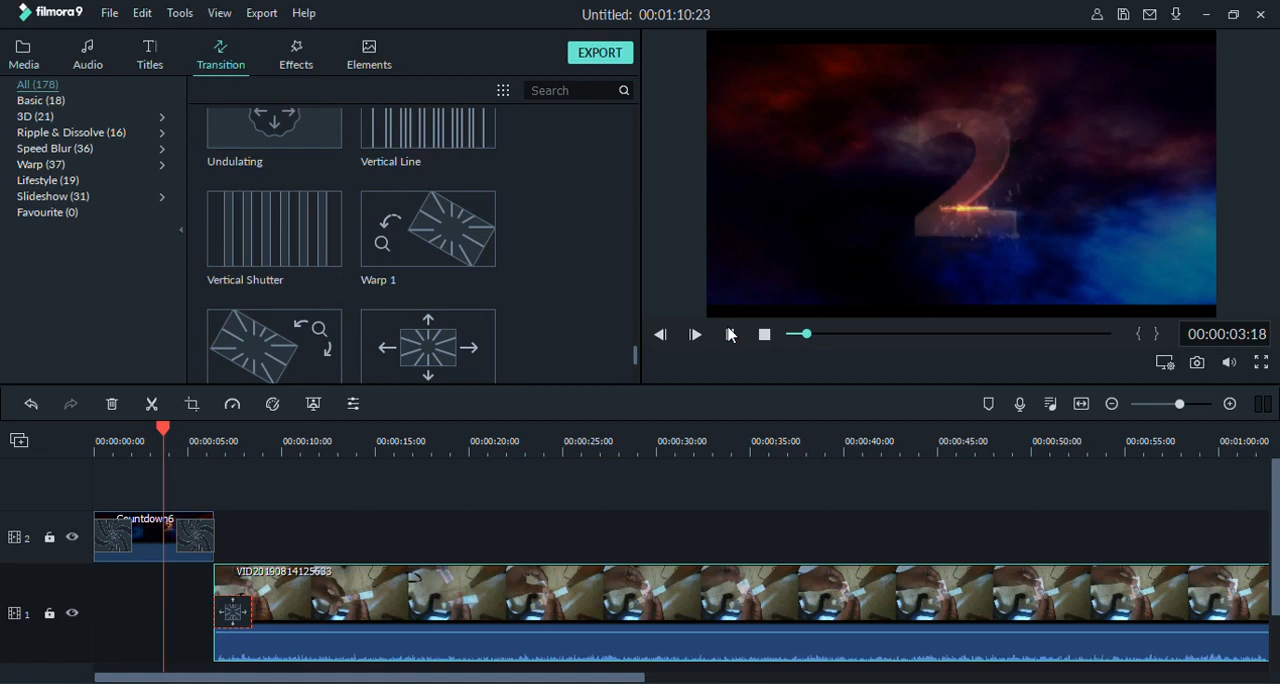 filmora9 File Edit Tools View Export Help Untitled: 00:01:10:23
Media Audio Titles Transition Effects Elements EXPORT
All (178)
Basic (18)
3D (21)
Ripple & Dissolve (16)
Speed Blur (36)
Warp (37)
Lifestyle (19)
Slideshow (31)
Favourite (0)
Search
Undulating Vertical Line
Vertical Shutter Warp 1
2
00:00:03:18
00:00:00:00 00:00:05:00 00:00:10:00 00:00:15:00 00:00:20:00 00:00:25:00 00:00:30:00 00:00:35:00 00:00:40:00 00:00:45:00 00:00:50:00 00:00:55:00 00:01:00:00
2 Countdown6
VID20190814125633
1